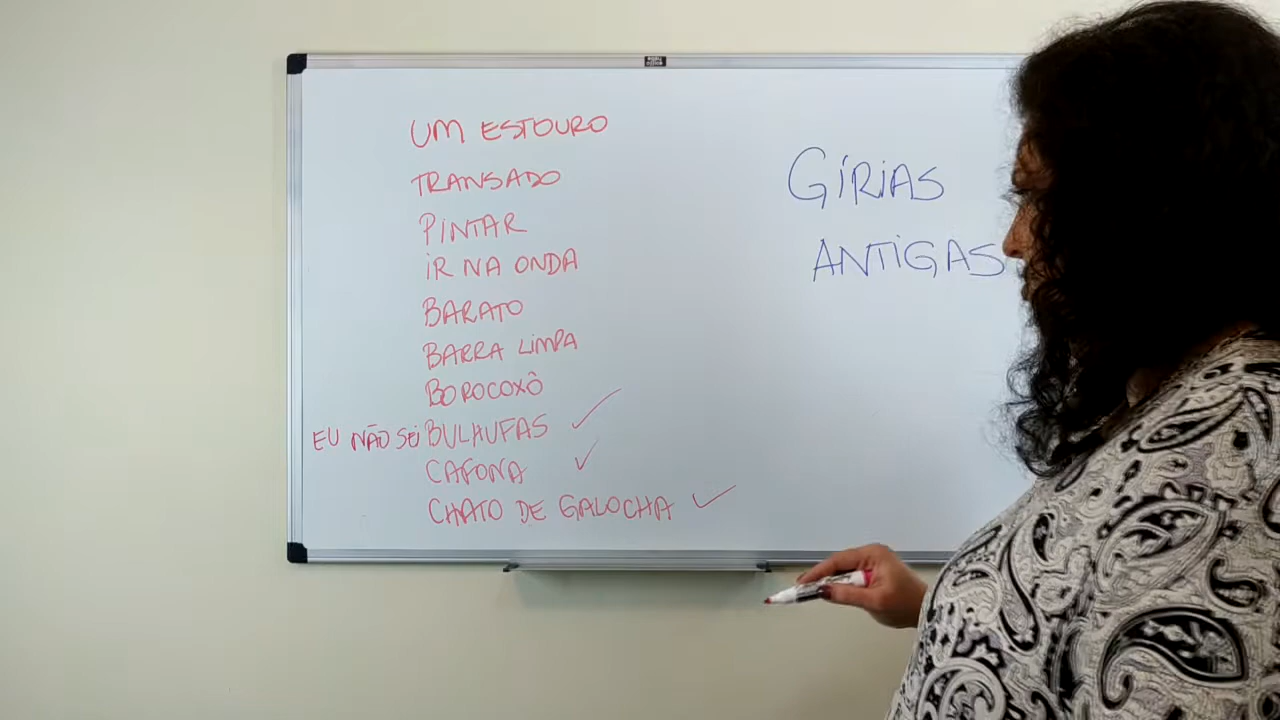 UM ESTOURO
TRANSADO
PINTAR
IR NA ONDA
BARATO
BARRA LIMPA
BOROCOXÔ
EU NÃO SEI BULHUFAS ✓
CAFONA ✓
CHATO DE GALOCHA ✓
GÍRIAS
ANTIGAS